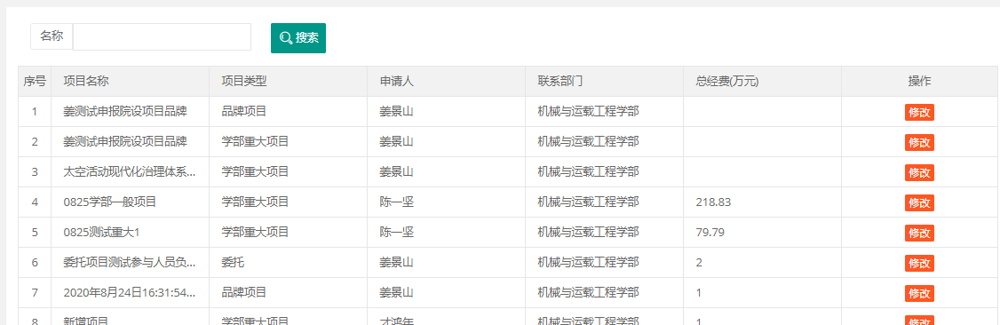 名称 搜索
序号 项目名称 项目类型 申请人 联系部门 总经费(万元) 操作
1 姜测试申报院设项目品牌 品牌项目 姜景山 机械与运载工程学部 修改
2 姜测试申报院设项目品牌 学部重大项目 姜景山 机械与运载工程学部 修改
3 太空活动现代化治理体系... 学部重大项目 姜景山 机械与运载工程学部 修改
4 0825学部一般项目 学部重大项目 陈一坚 机械与运载工程学部 218.83 修改
5 0825测试重大1 学部重大项目 陈一坚 机械与运载工程学部 79.79 修改
6 委托项目测试参与人员负... 委托 姜景山 机械与运载工程学部 2 修改
7 2020年8月24日16:31:54... 品牌项目 姜景山 机械与运载工程学部 1 修改
8 新增项目 学部重大项目 才鸿年 机械与运载工程学部 1 修改